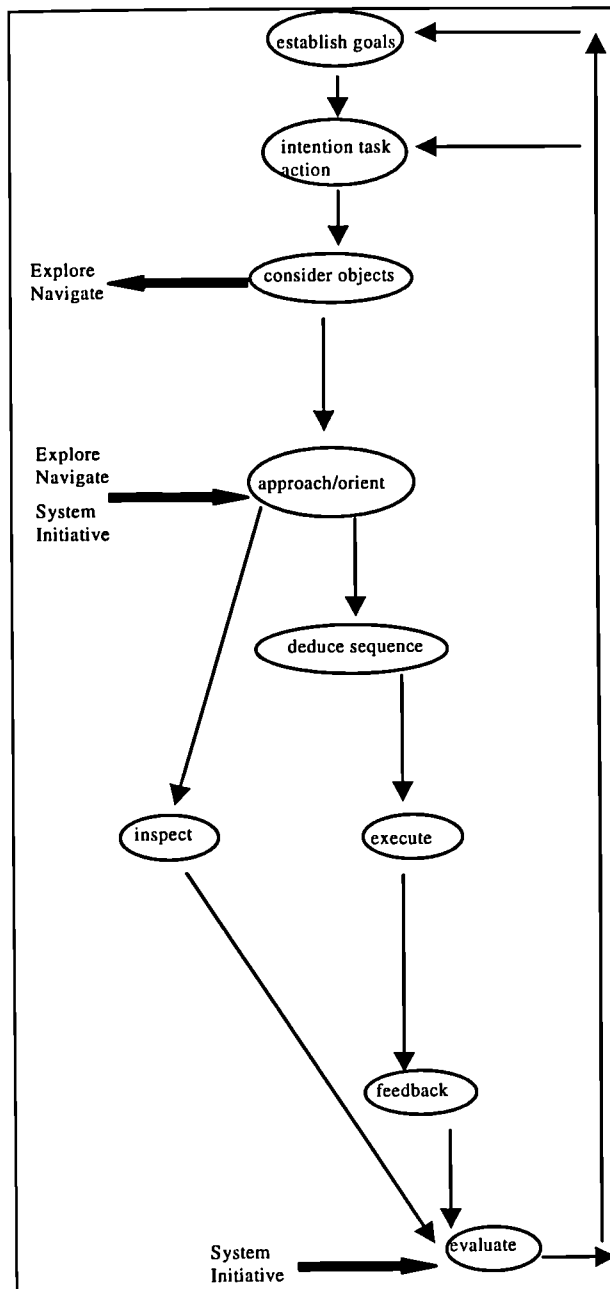 establish goals
intention task
action
consider objects
Explore
Navigate
Explore
Navigate
System
Initiative
approach/orient
deduce sequence
inspect
execute
feedback
evaluate
System
Initiative